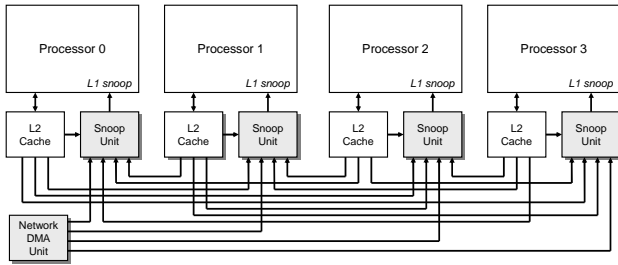 Processor 0
Processor 1
Processor 2
Processor 3
L1 snoop
L1 snoop
L1 snoop
L1 snoop
L2
Cache
Snoop
Unit
L2
Cache
Snoop
Unit
L2
Cache
Snoop
Unit
L2
Cache
Snoop
Unit
Network
DMA
Unit